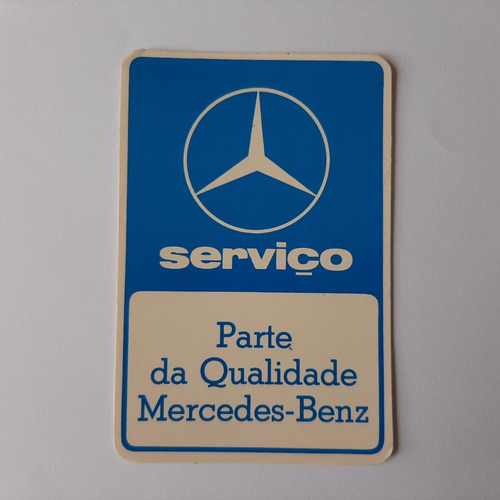 serviço
Parte
da Qualidade
Mercedes-Benz